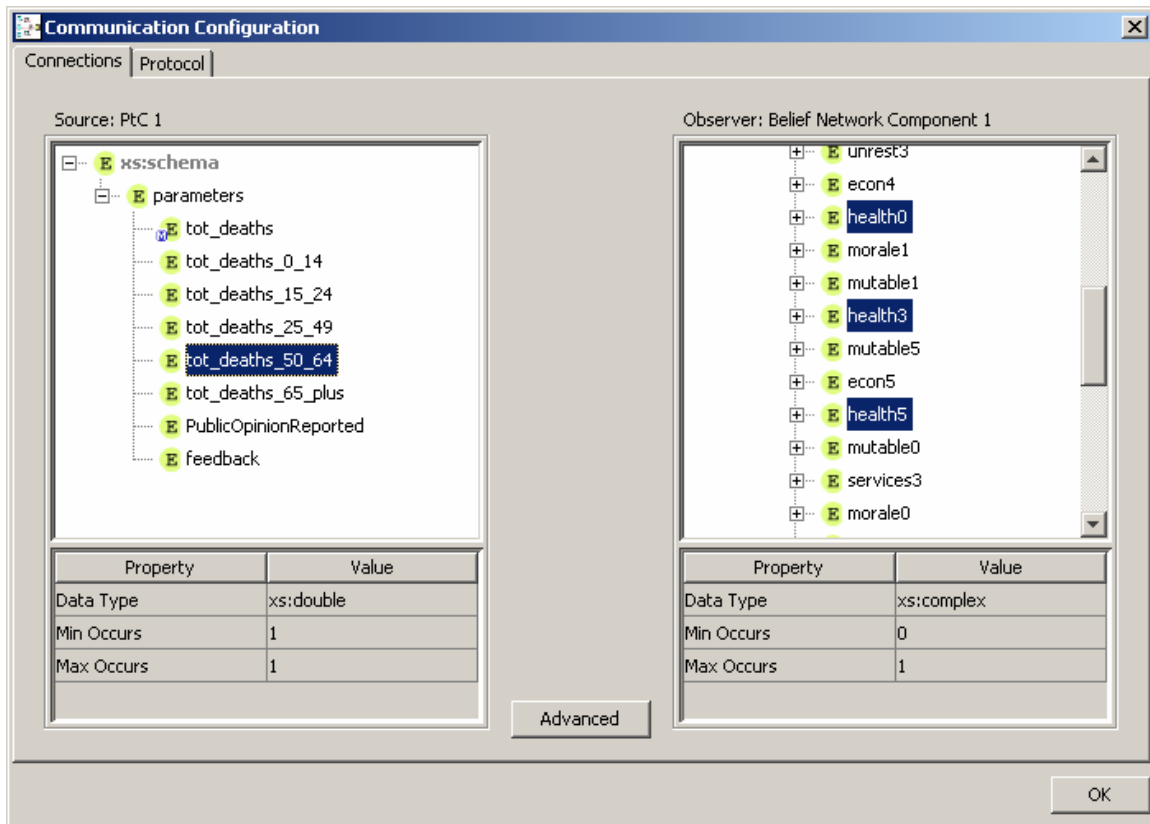 Communication Configuration
Connections Protocol
Source: PtC 1
E xs:schema
E parameters
M E tot_deaths
E tot_deaths_0_14
E tot_deaths_15_24
E tot_deaths_25_49
E tot_deaths_50_64
E tot_deaths_65_plus
E PublicOpinionReported
E feedback
Property Value
Data Type xs:double
Min Occurs 1
Max Occurs 1
Advanced
Observer: Belief Network Component 1
E unrest3
E econ4
E health0
E morale1
E mutable1
E health3
E mutable5
E econ5
E health5
E mutable0
E services3
E morale0
Property Value
Data Type xs:complex
Min Occurs 0
Max Occurs 1
OK